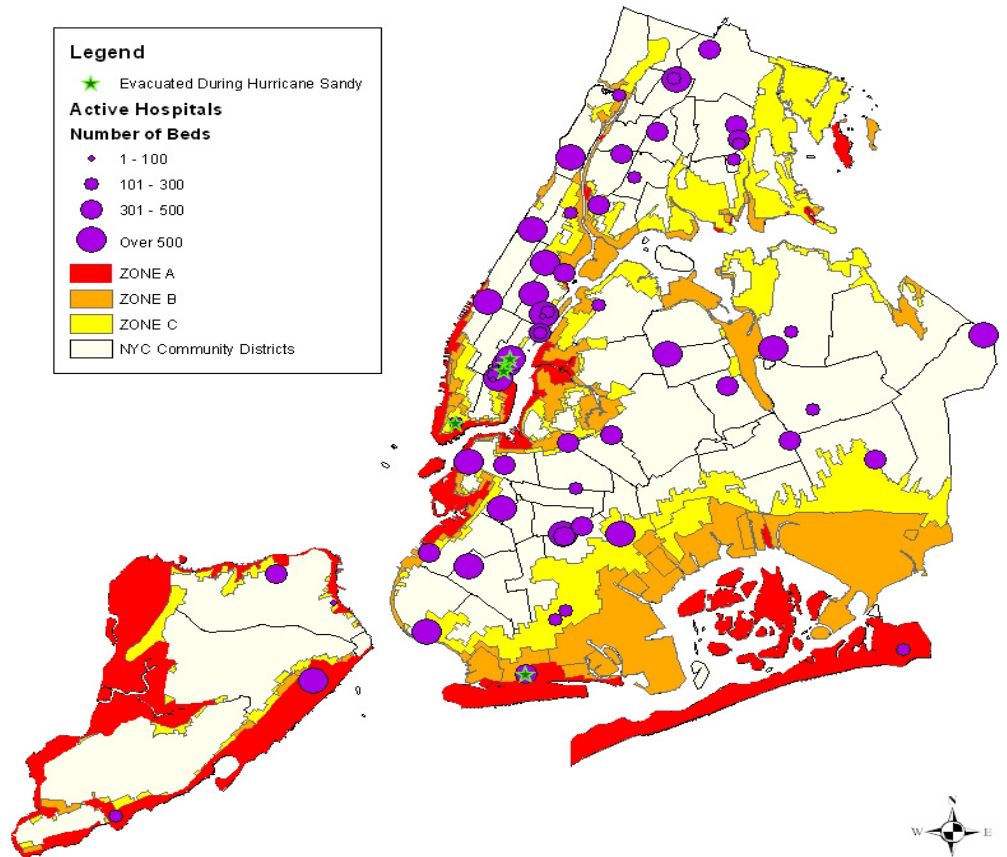 Legend
Evacuated During Hurricane Sandy
Active Hospitals
Number of Beds
1 - 100
101 - 300
301 - 500
Over 500
ZONE A
ZONE B
ZONE C
NYC Community Districts
N
W E
S